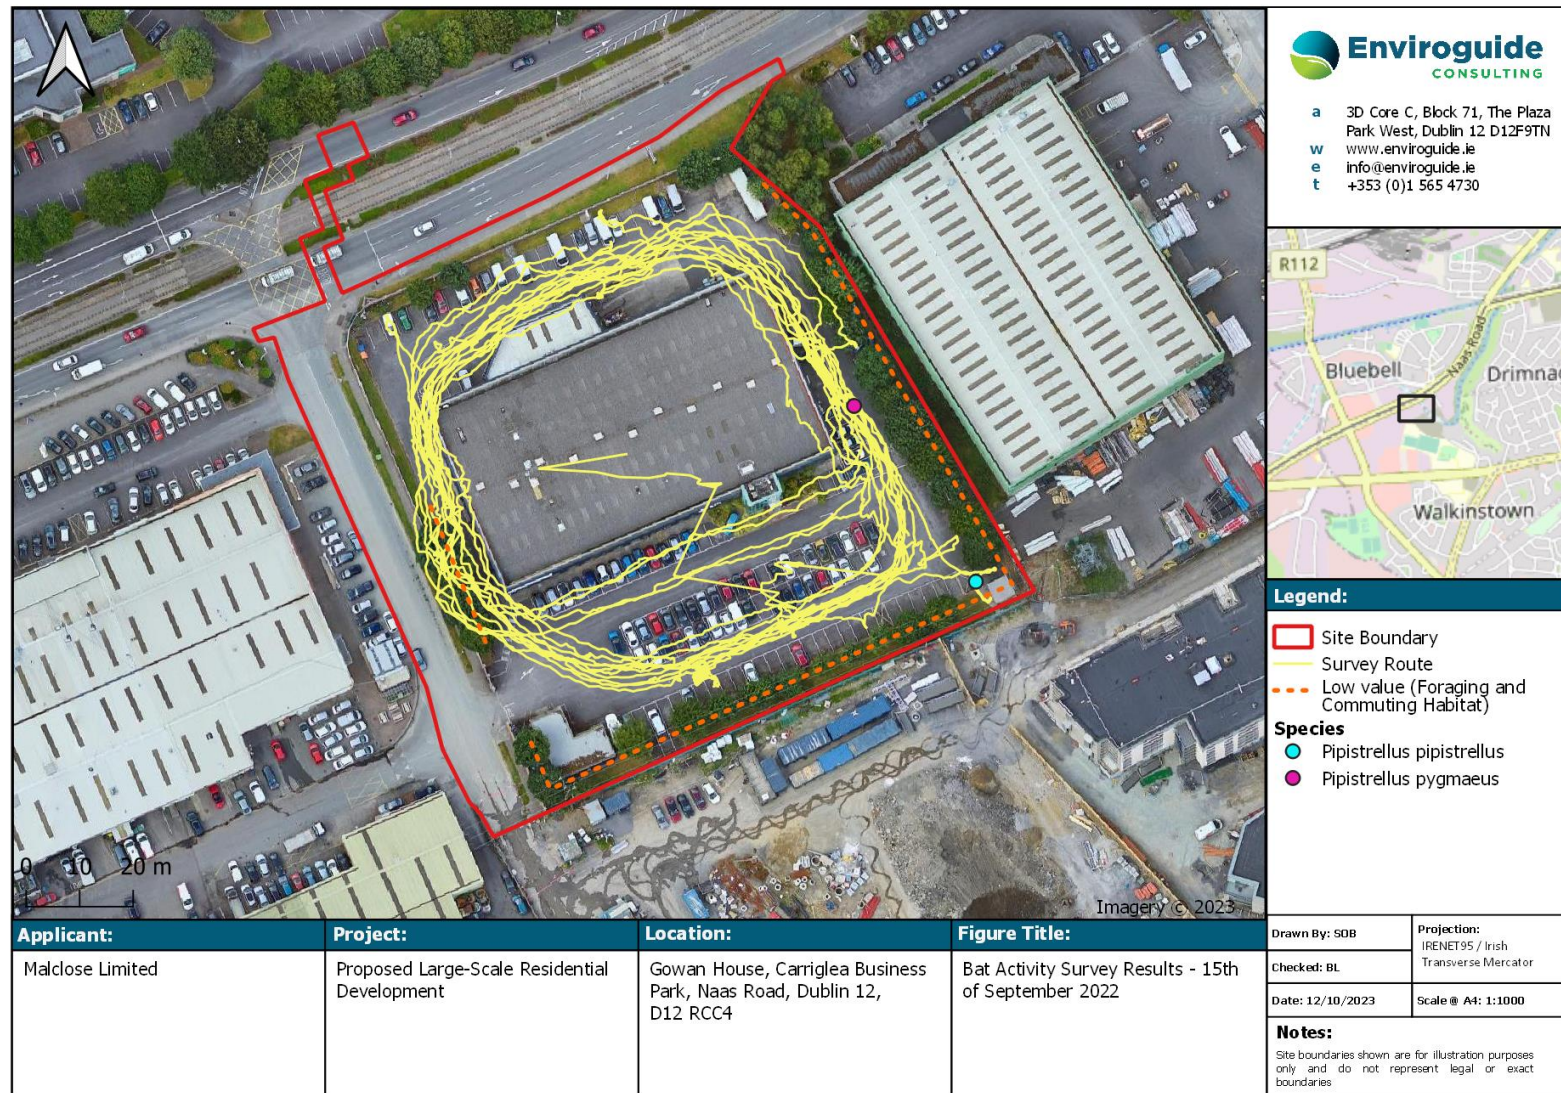 Enviroguide
CONSULTING
a 3D Core C, Block 71, The Plaza
Park West, Dublin 12 D12F9TN
w www.enviroguide.ie
e info@enviroguide.ie
t +353 (0)1 565 4730
R112
Naas Road
Bluebell
Drimnag
Walkinstown
Legend:
Site Boundary
Survey Route
Low value (Foraging and
Commuting Habitat)
Species
Pipistrellus pipistrellus
Pipistrellus pygmaeus
0 10 20 m
Imagery © 2023
Applicant:
Malclose Limited
Project:
Proposed Large-Scale Residential
Development
Location:
Gowan House, Carriglea Business
Park, Naas Road, Dublin 12,
D12 RCC4
Figure Title:
Bat Activity Survey Results - 15th
of September 2022
Drawn By: SOB
Checked: BL
Date: 12/10/2023
Projection:
IRENET95 / Irish
Transverse Mercator
Scale @ A4: 1:1000
Notes:
Site boundaries shown are for illustration purposes
only and do not represent legal or exact
boundaries